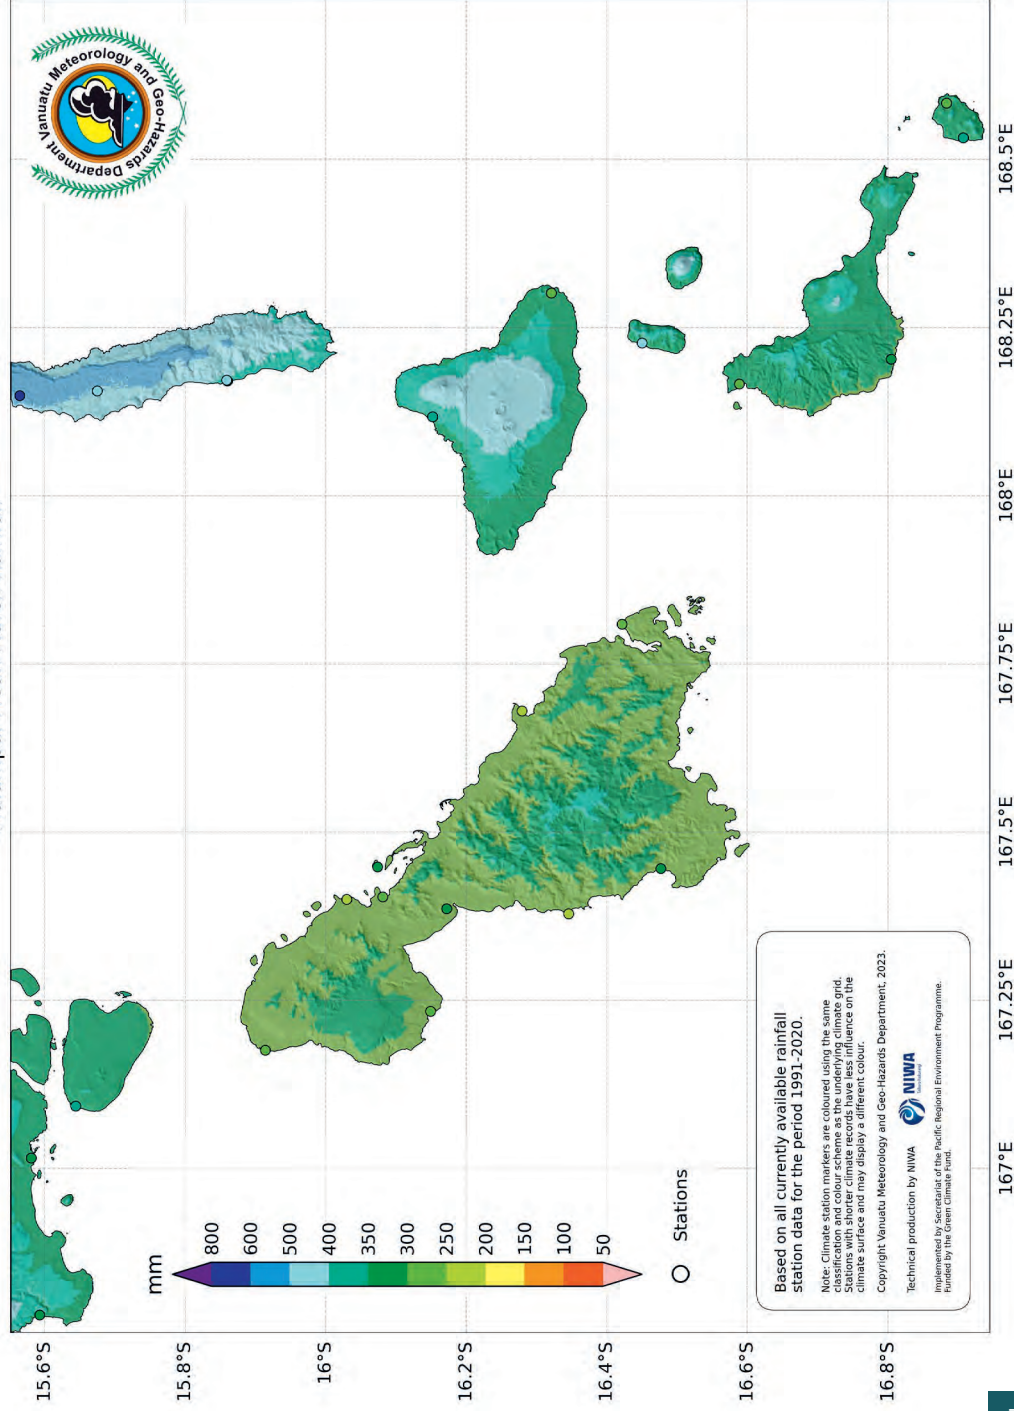 Vanuatu Meteorology and Geo-Hazards Department
mm
800
600
500
400
350
300
250
200
150
100
50
Stations
Based on all currently available rainfall
station data for the period 1991-2020.
Note: Climate station markers are coloured using the same
classification and colour scheme as the underlying climate grid.
Stations with shorter climate records have less influence on the
climate surface and may display a different colour.
Copyright Vanuatu Meteorology and Geo-Hazards Department, 2023.
Technical production by NIWA
NIWA
Implemented by Secretariat of the Pacific Regional Environment Programme.
Funded by the Green Climate Fund.
15.6°S
15.8°S
16°S
16.2°S
16.4°S
16.6°S
16.8°S
167°E
167.25°E
167.5°E
167.75°E
168°E
168.25°E
168.5°E